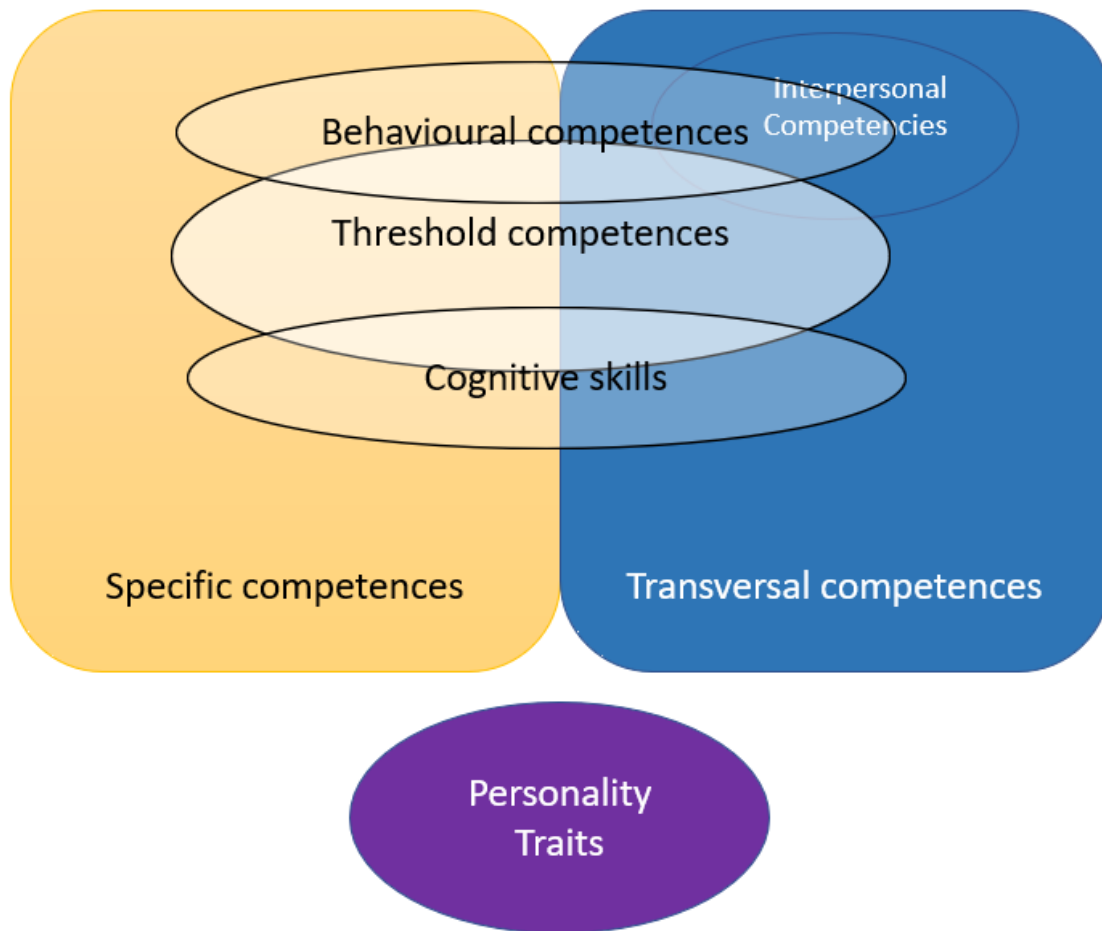 Interpersonal
Competencies
Behavioural competences
Threshold competences
Cognitive skills
Specific competences
Transversal competences
Personality
Traits